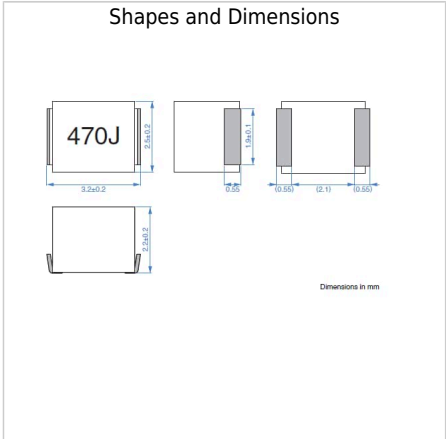 Shapes and Dimensions
470J
2.5±0.2
3.2±0.2
0.55
1.9±0.1
(0.55)
(2.1)
(0.55)
2.2±0.2
Dimensions in mm